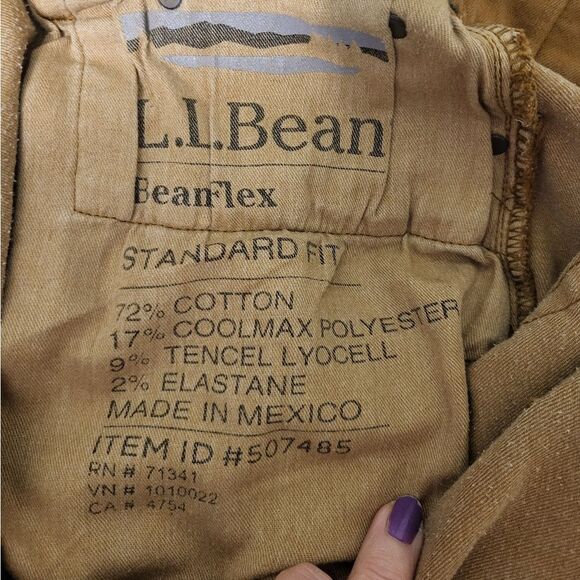 L.L.Bean
BeanFlex
STANDARD FIT
72% COTTON
17% COOLMAX POLYESTER
9% TENCEL LYOCELL
2% ELASTANE
MADE IN MEXICO
ITEM ID #507485
RN # 71341
VN # 1010022
CA # 4754